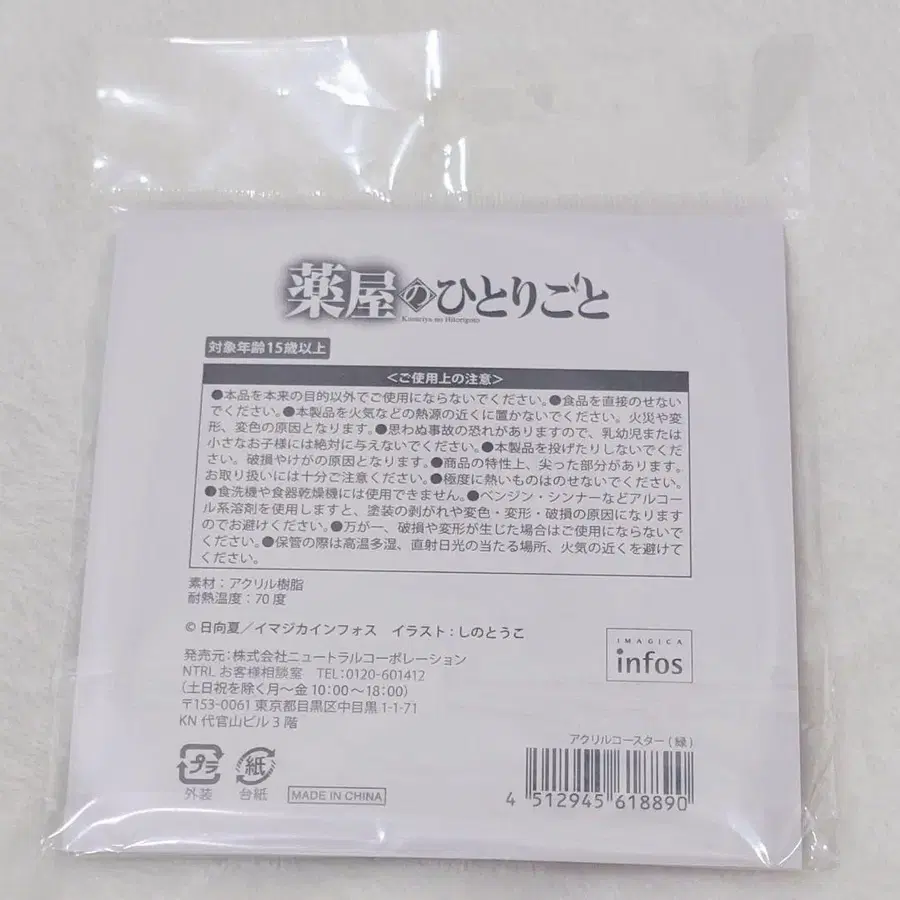 薬屋のひとりごと
Kusuriya no Hitorigoto
対象年齢15歳以上
＜ご使用上の注意＞
●本品を本来の目的以外でご使用にならないでください。●食品を直接のせない
でください。●本製品を火気などの熱源の近くに置かないでください。火災や変
形、変色の原因となります。●思わぬ事故の恐れがありますので、乳幼児または
小さなお子様には絶対に与えないでください。●本製品を投げたりしないでくだ
さい。破損やけがの原因となります。●商品の特性上、尖った部分があります。
お取り扱いには十分ご注意ください。●極度に熱いものはのせないでください。
●食洗機や食器乾燥機には使用できません。●ベンジン・シンナーなどアルコー
ル系溶剤を使用しますと、塗装の剥がれや変色・変形・破損の原因になります
のでお避けください。●万が一、破損や変形が生じた場合はご使用にならないで
ください。●保管の際は高温多湿、直射日光の当たる場所、火気の近くを避けて
ください。
素材：アクリル樹脂
耐熱温度：70度
© 日向夏／イマジカインフォス イラスト：しのとうこ
IMAGICA
infos
発売元：株式会社ニュートラルコーポレーション
NTRL お客様相談室 TEL：0120-601412
（土日祝を除く月～金 10:00～18:00）
〒153-0061 東京都目黒区中目黒 1-1-71
KN 代官山ビル 3 階
アクリルコースター（緑）
プラ
外装
紙
台紙
MADE IN CHINA
4 512945 618890